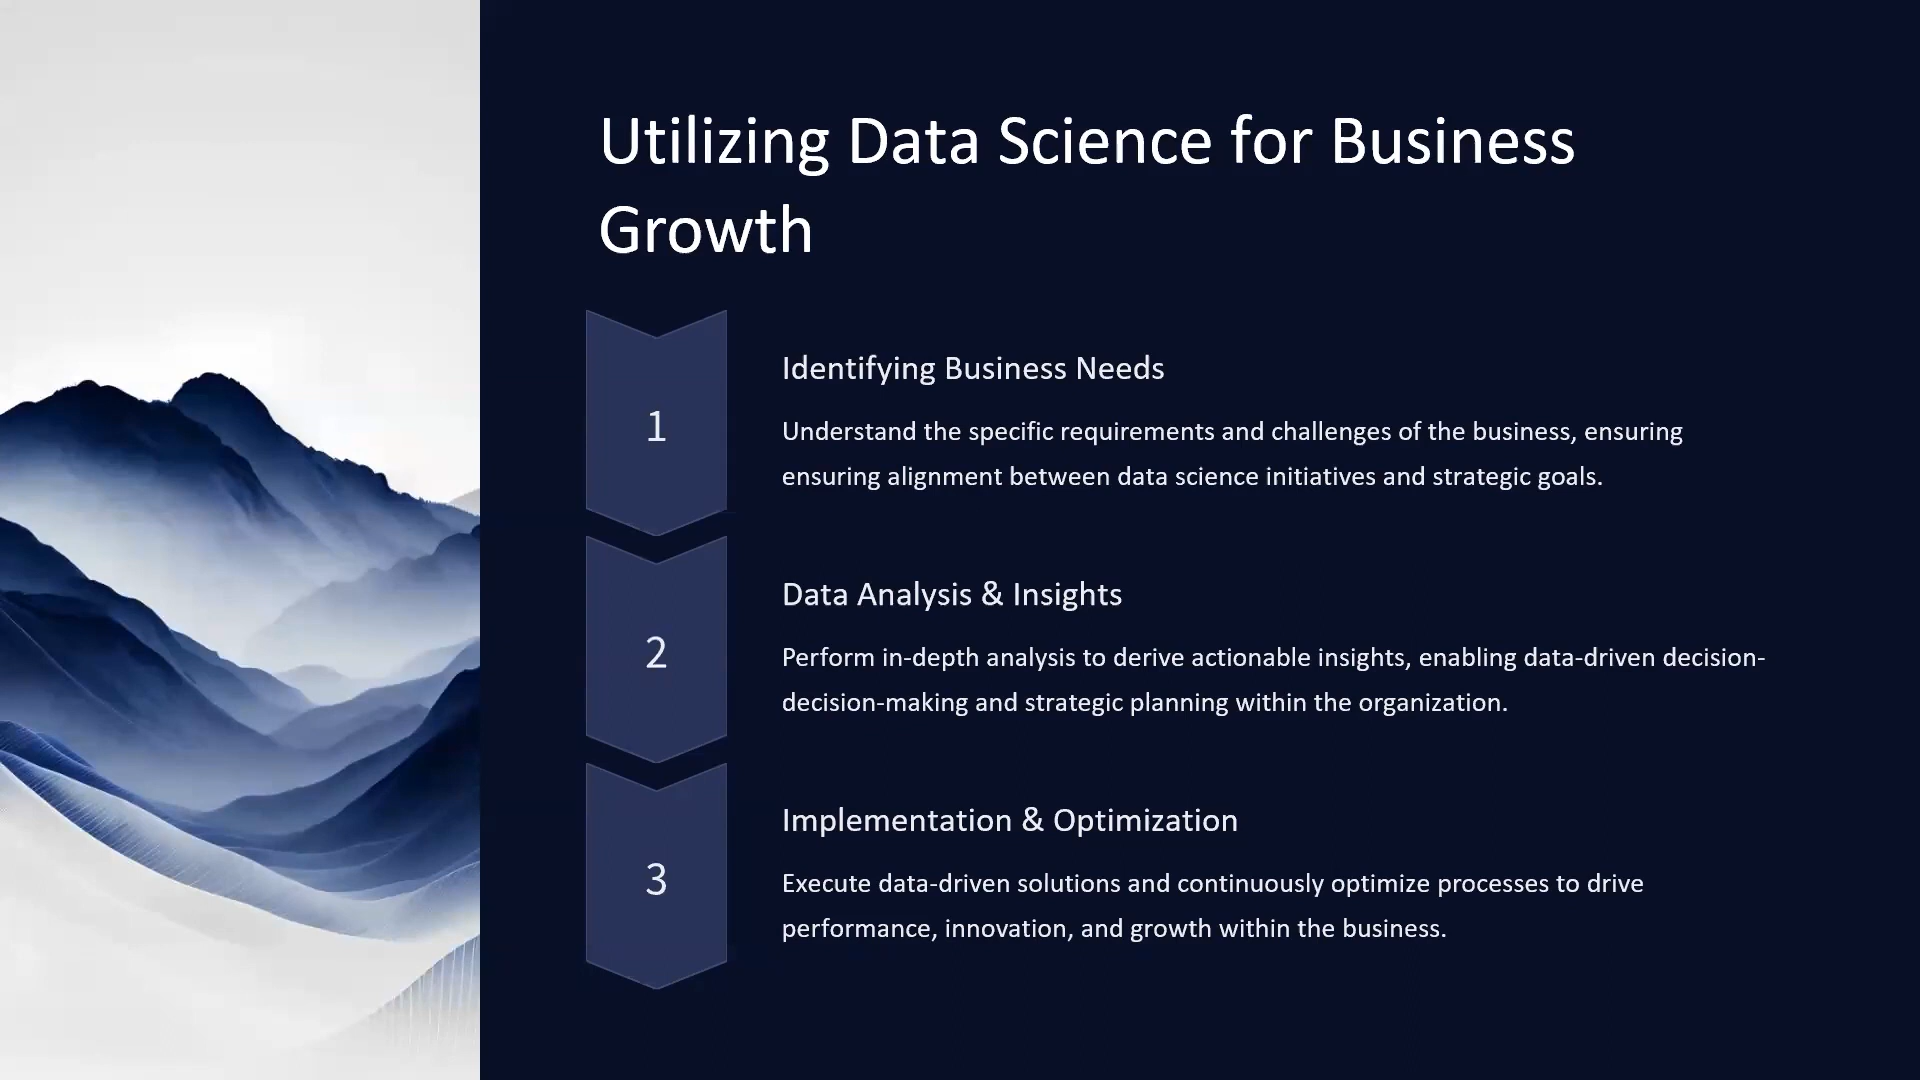 Utilizing Data Science for Business
Growth
1
Identifying Business Needs
Understand the specific requirements and challenges of the business, ensuring
ensuring alignment between data science initiatives and strategic goals.
2
Data Analysis & Insights
Perform in-depth analysis to derive actionable insights, enabling data-driven decision-
decision-making and strategic planning within the organization.
3
Implementation & Optimization
Execute data-driven solutions and continuously optimize processes to drive
performance, innovation, and growth within the business.